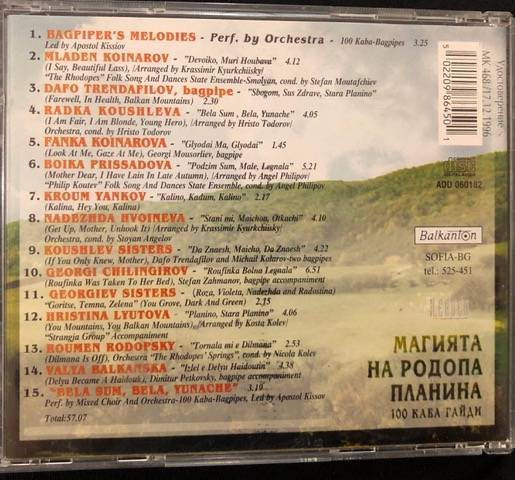 1. BAGPIPER'S MELODIES - Perf. by Orchestra - 100 Kaba-Bagpipes
Led by Apostol Kissiov 3.25
2. MLADEN KOINAROV "Devoiko, Muri Houbava" 4.12
(I Say, Beautiful Lass), /Arranged by Krassimir Kyurkchiisky/
"The Rhodopes" Folk Song And Dances State Ensemble-Smolyan, cond. by Stefan Moutafchiev
3. DAFO TRENDAFILOV, bagpipe - "Sbogom, Sus Zdrave, Stara Planino"
(Farewell, In Health, Balkan Mountains) 2.30
4. RADKA KOUSHLEVA "Bela Sum , Bela, Yunache" 4.05
(I Am Fair, I Am Blonde, Young Hero), /Arranged by Hristo Todorov/
Orchestra, cond. by Hristo Todorov
5. FANKA KOINAROVA "Glyodai Ma, Glyodai" 1.45
(Look At Me, Gaze At Me), Georgi Mousorliev, bagpipe
6. BOIKA PRISSADOVA "Podzim Sum, Male, Legnala" 5.21
(Mother Dear, I Have Lain In Late Autumn), /Arranged by Angel Philipov/
"Philip Koutev" Folk Song And Dances State Ensemble, cond. by Angel Philipov
7. KROUM YANKOV "Kalino, Kadum, Kalino" 2.17
(Kalina, Hey You, Kalina)
8. NADEZHDA HVOINEVA "Stani mi, Maichon, Otkachi" 4.10
(Get Up, Mother, Unhook It) /Arranged by Krassimir Kyurkchiisky/
Orchestra, cond. by Stoyan Angelov
9. KOUSHLEV SISTERS "Da Znaesh, Maicho, Da Znaesh" 4.22
(If You Only Knew, Mother), Dafo Trendafilov and Michail Kolarov-two bagpipes
10. GEORGI CHILINGIROV "Roufinka Bolna Legnala" 6.51
(Roufinka Was Taken To Her Bed), Stefan Zahmanov, bagpipe accompaniment
11. GEORGIEV SISTERS - (Roza, Violeta, Nadezhda and Radostina)
"Goritse, Temna, Zelena" (You Grove, Dark And Green) 2.15
12. HRISTINA LYUTOVA "Planino, Stara Planino" 4.06
(You Mountains, You Balkan Mountains), /Arranged by Kosta Kolev/
"Strangja Group" Accompaniment
13. ROUMEN RODOPSKY "Tornala mi e Dilmana" 2.53
(Dilmana Is Off), Orchestra "The Rhodopes' Springs", cond. by Nicola Kolev
14. VALYA BALKANSKA "Izlel e Delyu Haidoutin" 4.38
(Delyu Became A Haidouk), Dimitur Petkovsky, bagpipe accompaniment
15. "BELA SUM, BELA, YUNACHE" 3.19
Perf. by Mixed Choir And Orchestra-100 Kaba-Bagpipes, Led by Apostol Kissov
Total:57.07
Удостоверение
МК 468 /17.12.1996
5 022098 645001
ADD 060182
Balkanton
SOFIA-BG
tel.: 525-451
МАГИЯТА
НА РОДОПА
ПЛАНИНА
100 КАБА ГАЙДИ